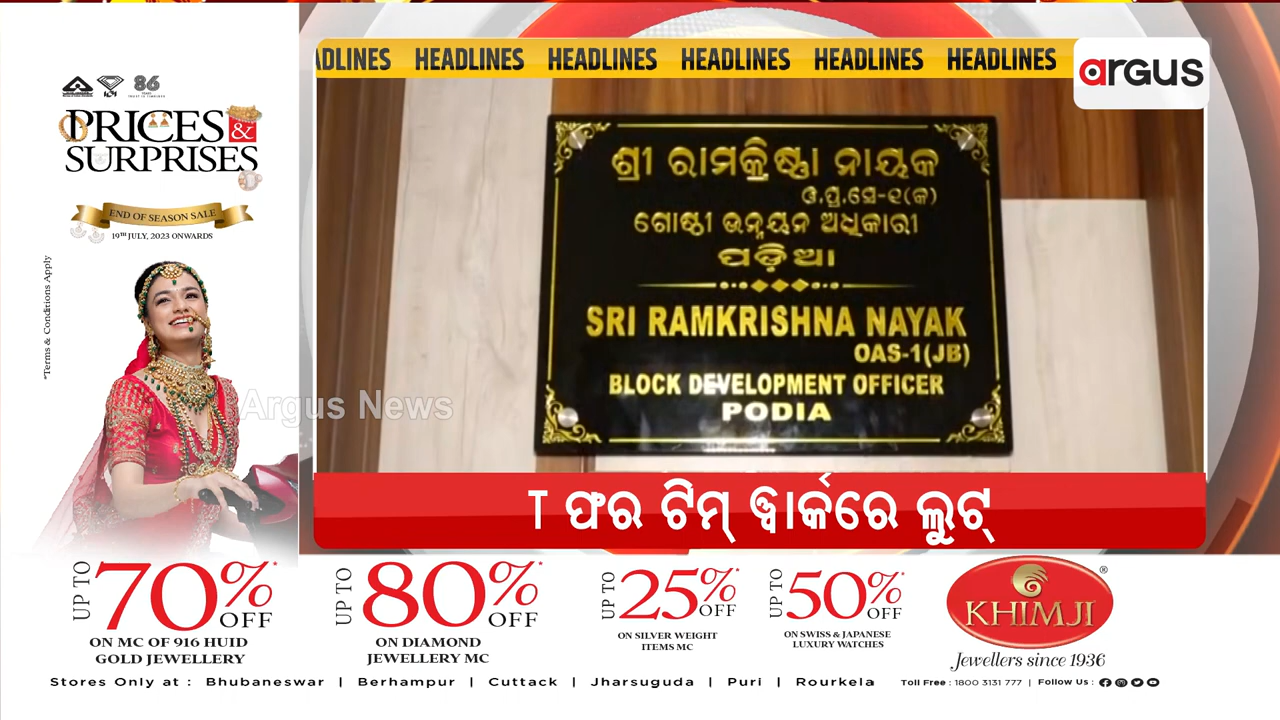 ADLINES HEADLINES HEADLINES HEADLINES HEADLINES HEADLINES
argus
86
PRICES &
SURPRISES
END OF SEASON SALE
19TH JULY, 2023 ONWARDS
*Terms & Conditions Apply
ଶ୍ରୀ ରାମକ୍ରିଷ୍ଣା ନାୟକ
ଓ.ପ୍ର.ସେ-୧(କ)
ଗୋଷ୍ଠୀ ଉନ୍ନୟନ ଅଧିକାରୀ
ପଡ଼ିଆ
SRI RAMKRISHNA NAYAK
OAS-1(JB)
BLOCK DEVELOPMENT OFFICER
PODIA
Argus News
T ଫର ଟିମ୍ ୱାର୍କରେ ଲୁଟ୍
UP TO 70%* OFF
ON MC OF 916 HUID
GOLD JEWELLERY
UP TO 80%* OFF
ON DIAMOND
JEWELLERY MC
UP TO 25%* OFF
ON SILVER WEIGHT
ITEMS MC
UP TO 50%* OFF
ON SWISS & JAPANESE
LUXURY WATCHES
KHIMJI ®
Jewellers since 1936
Stores Only at : Bhubaneswar | Berhampur | Cuttack | Jharsuguda | Puri | Rourkela
Toll Free : 1800 3131 777 | Follow Us :